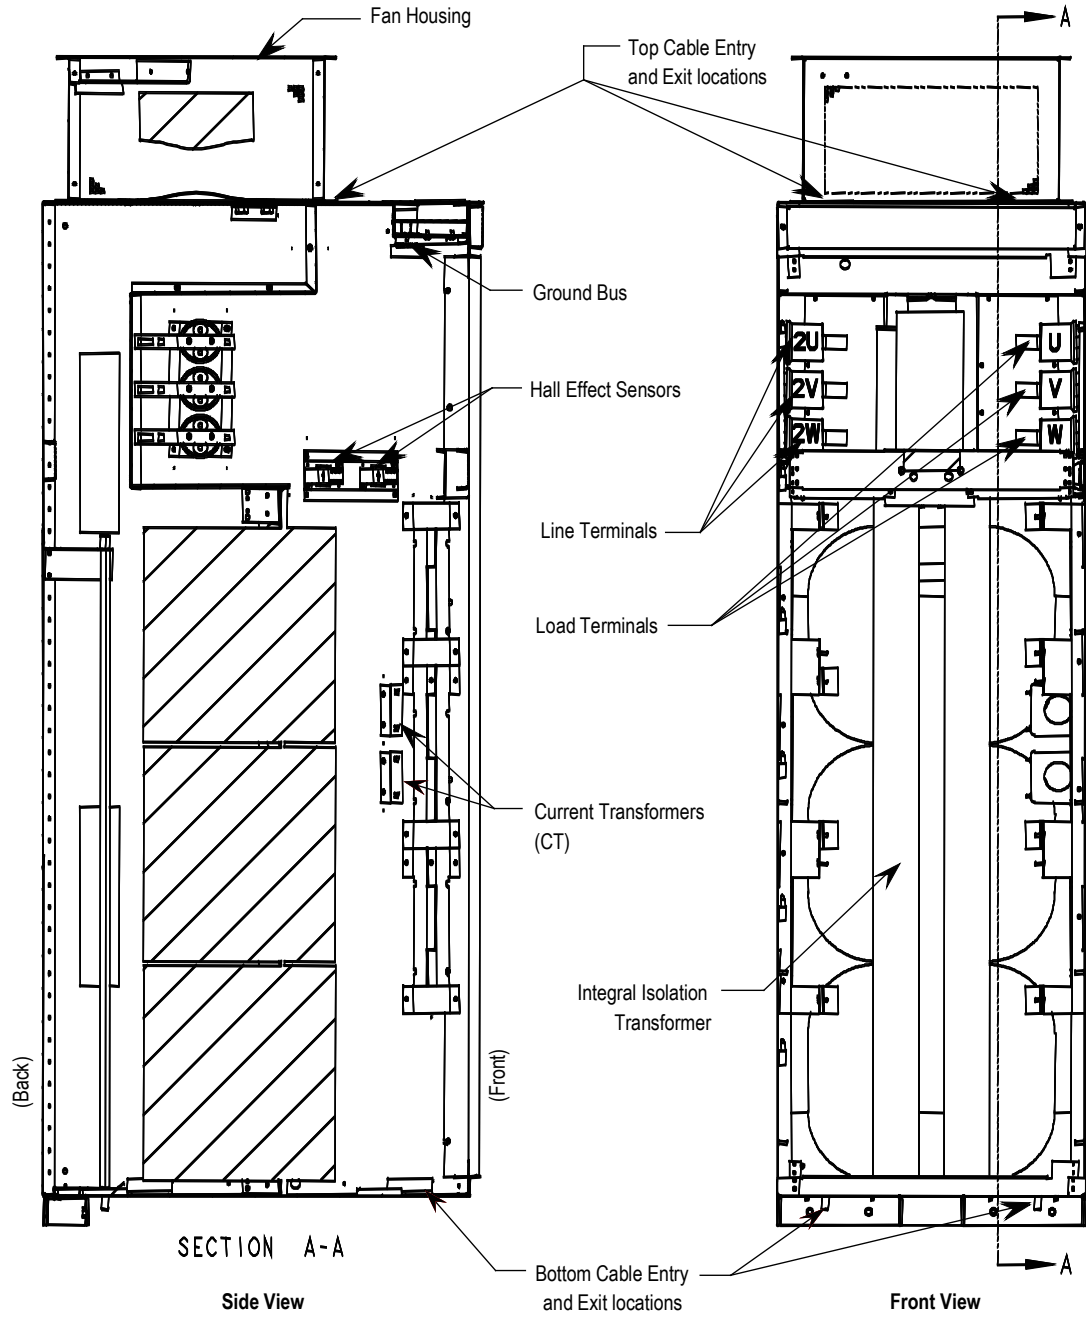 Fan Housing
A
Top Cable Entry
and Exit locations
Ground Bus
2U
U
Hall Effect Sensors
2V
V
2W
W
Line Terminals
Load Terminals
Current Transformers
(CT)
Integral Isolation
Transformer
(Back)
(Front)
SECTION A-A
A
Bottom Cable Entry
and Exit locations
Side View
Front View